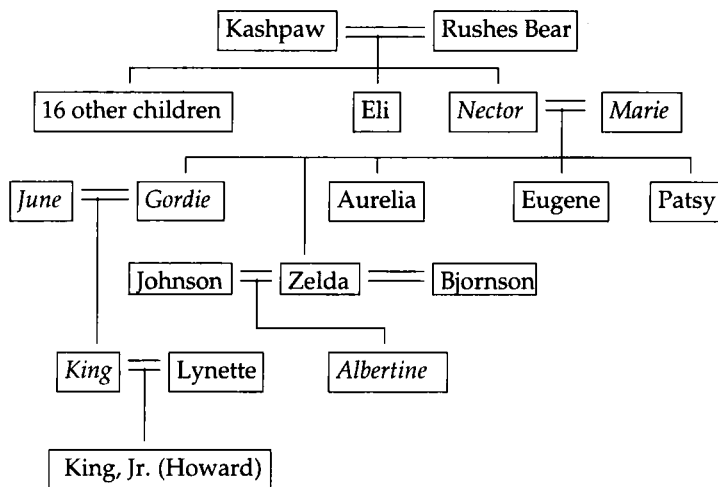 Kashpaw Rushes Bear
16 other children Eli Nector Marie
June Gordie Aurelia Eugene Patsy
Johnson Zelda Bjornson
King Lynette Albertine
King, Jr. (Howard)